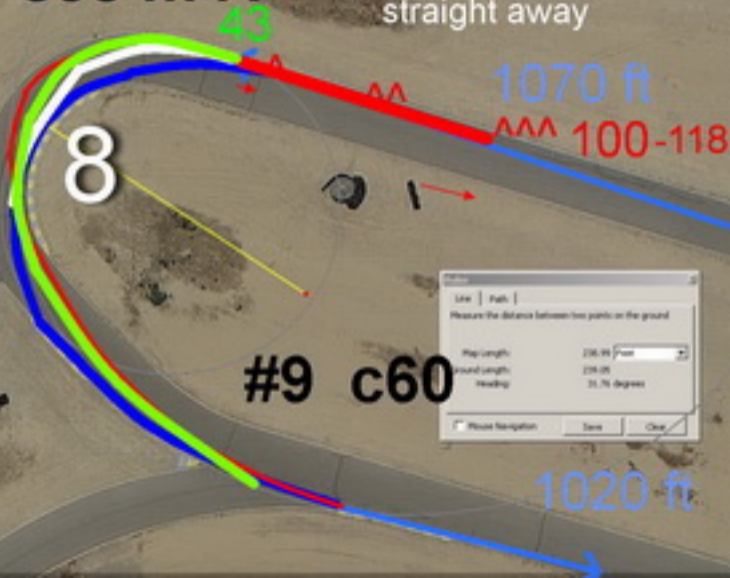 straight away
43
^
^^
1070 ft
^^^ 100-118
8
Line Path
Measure the distance between two points on the ground
Map Length: 238.99 Feet
Ground Length: 239.05
Heading: 31.76 degrees
#9 c60
Mouse Navigation Save Clear
1020 ft